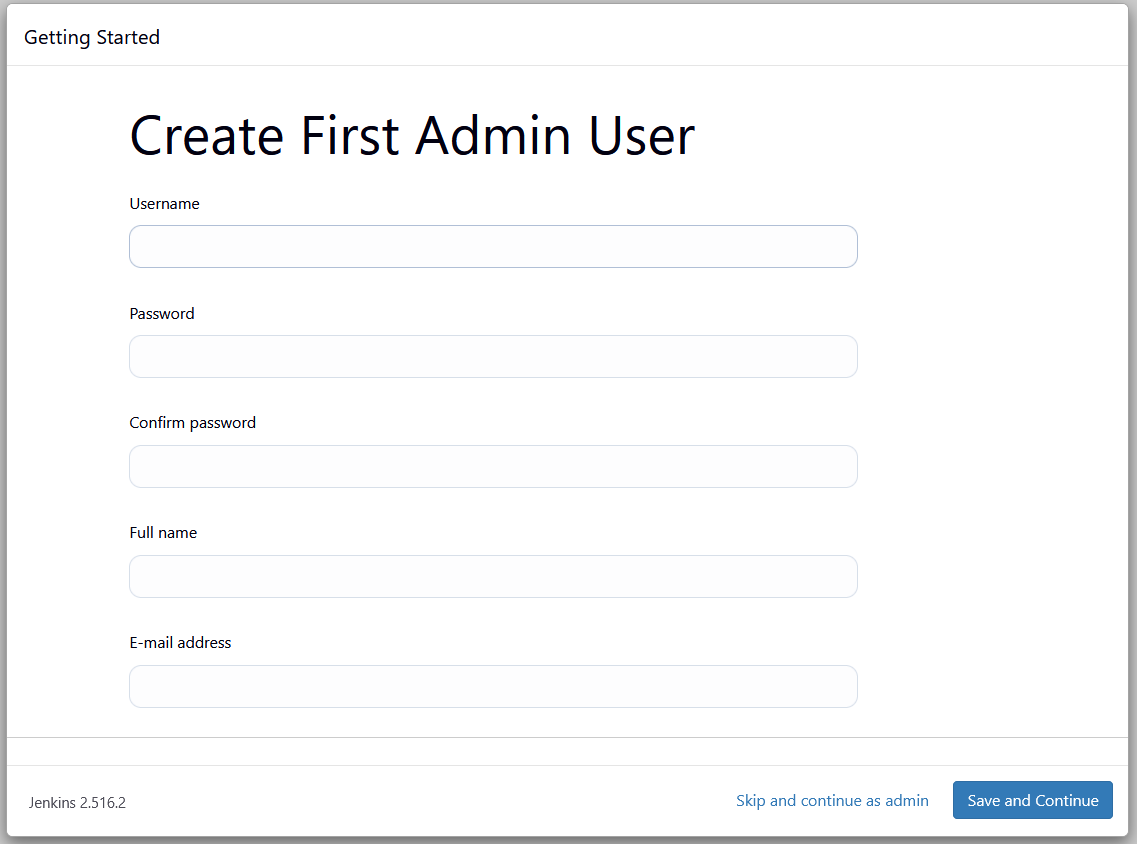 Getting Started
Create First Admin User
Username
Password
Confirm password
Full name
E-mail address
Jenkins 2.516.2
Skip and continue as admin
Save and Continue